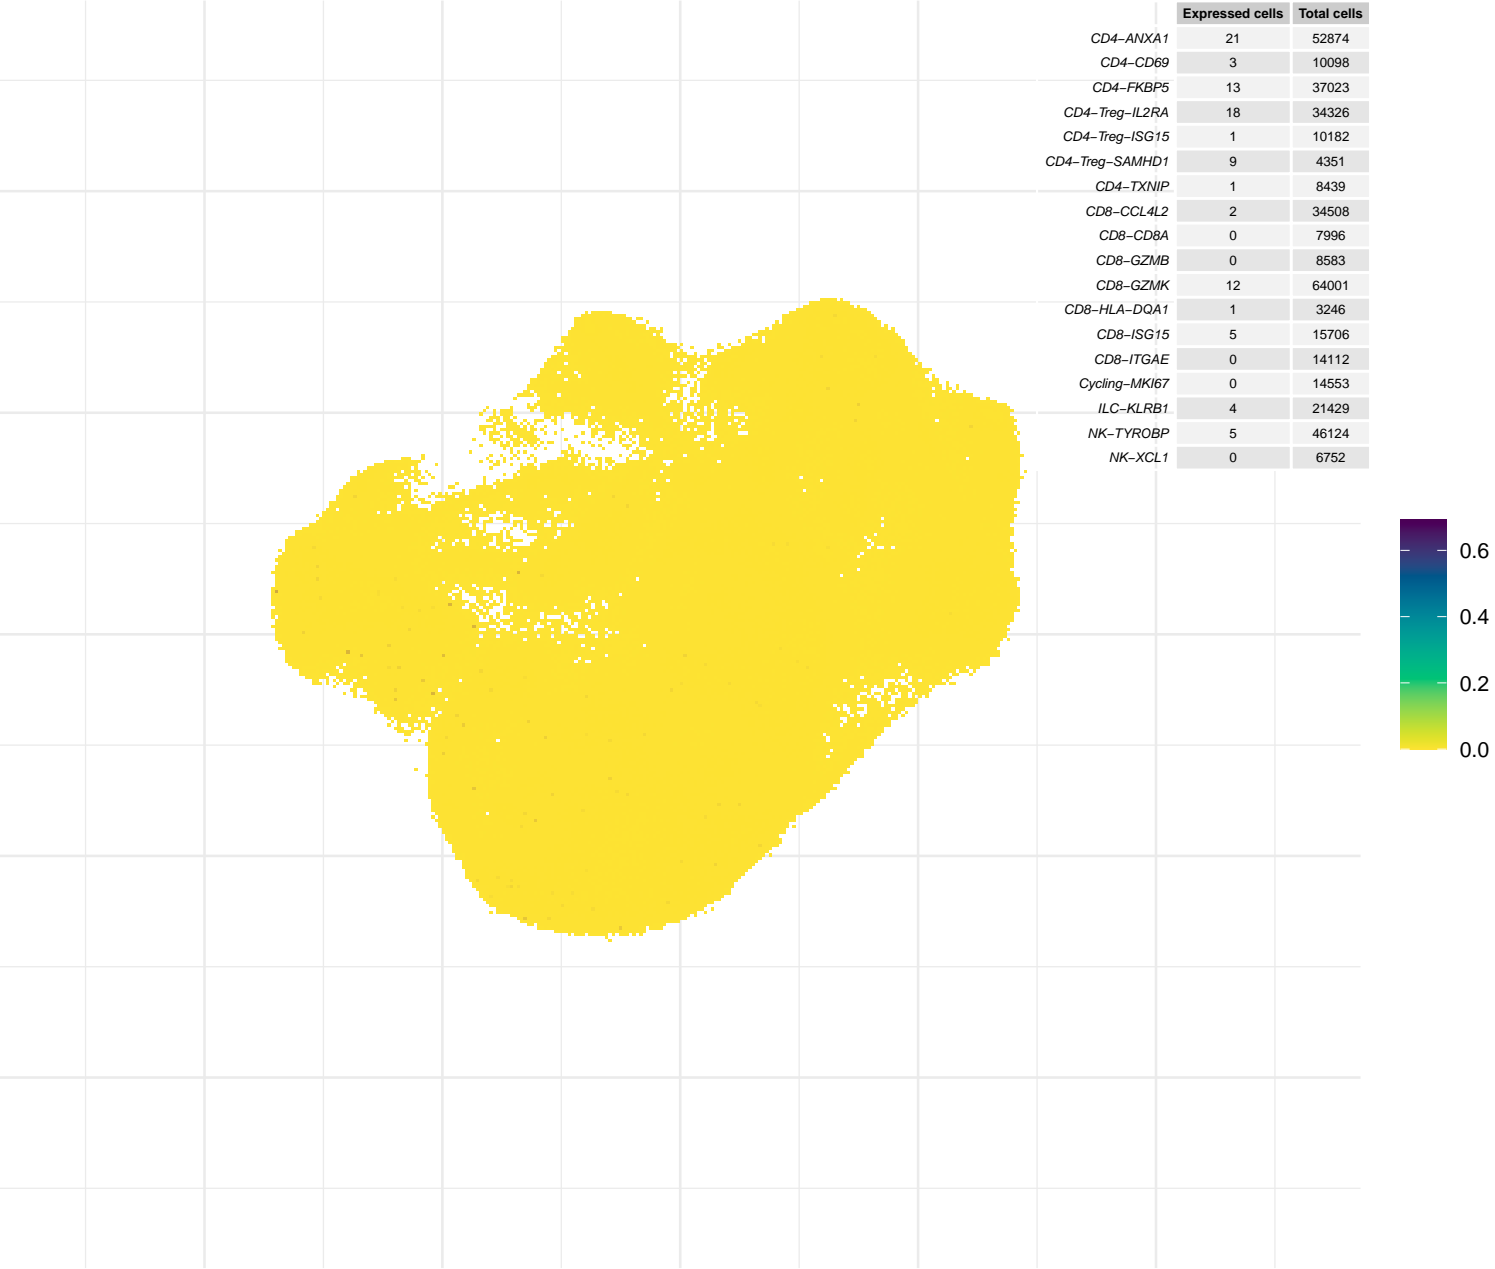 Expressed cells Total cells
CD4−ANXA1 21 52874
CD4−CD69 3 10098
CD4−FKBP5 13 37023
CD4−Treg−IL2RA 18 34326
CD4−Treg−ISG15 1 10182
CD4−Treg−SAMHD1 9 4351
CD4−TXNIP 1 8439
CD8−CCL4L2 2 34508
CD8−CD8A 0 7996
CD8−GZMB 0 8583
CD8−GZMK 12 64001
CD8−HLA−DQA1 1 3246
CD8−ISG15 5 15706
CD8−ITGAE 0 14112
Cycling−MKI67 0 14553
ILC−KLRB1 4 21429
NK−TYROBP 5 46124
NK−XCL1 0 6752
0.6
0.4
0.2
0.0